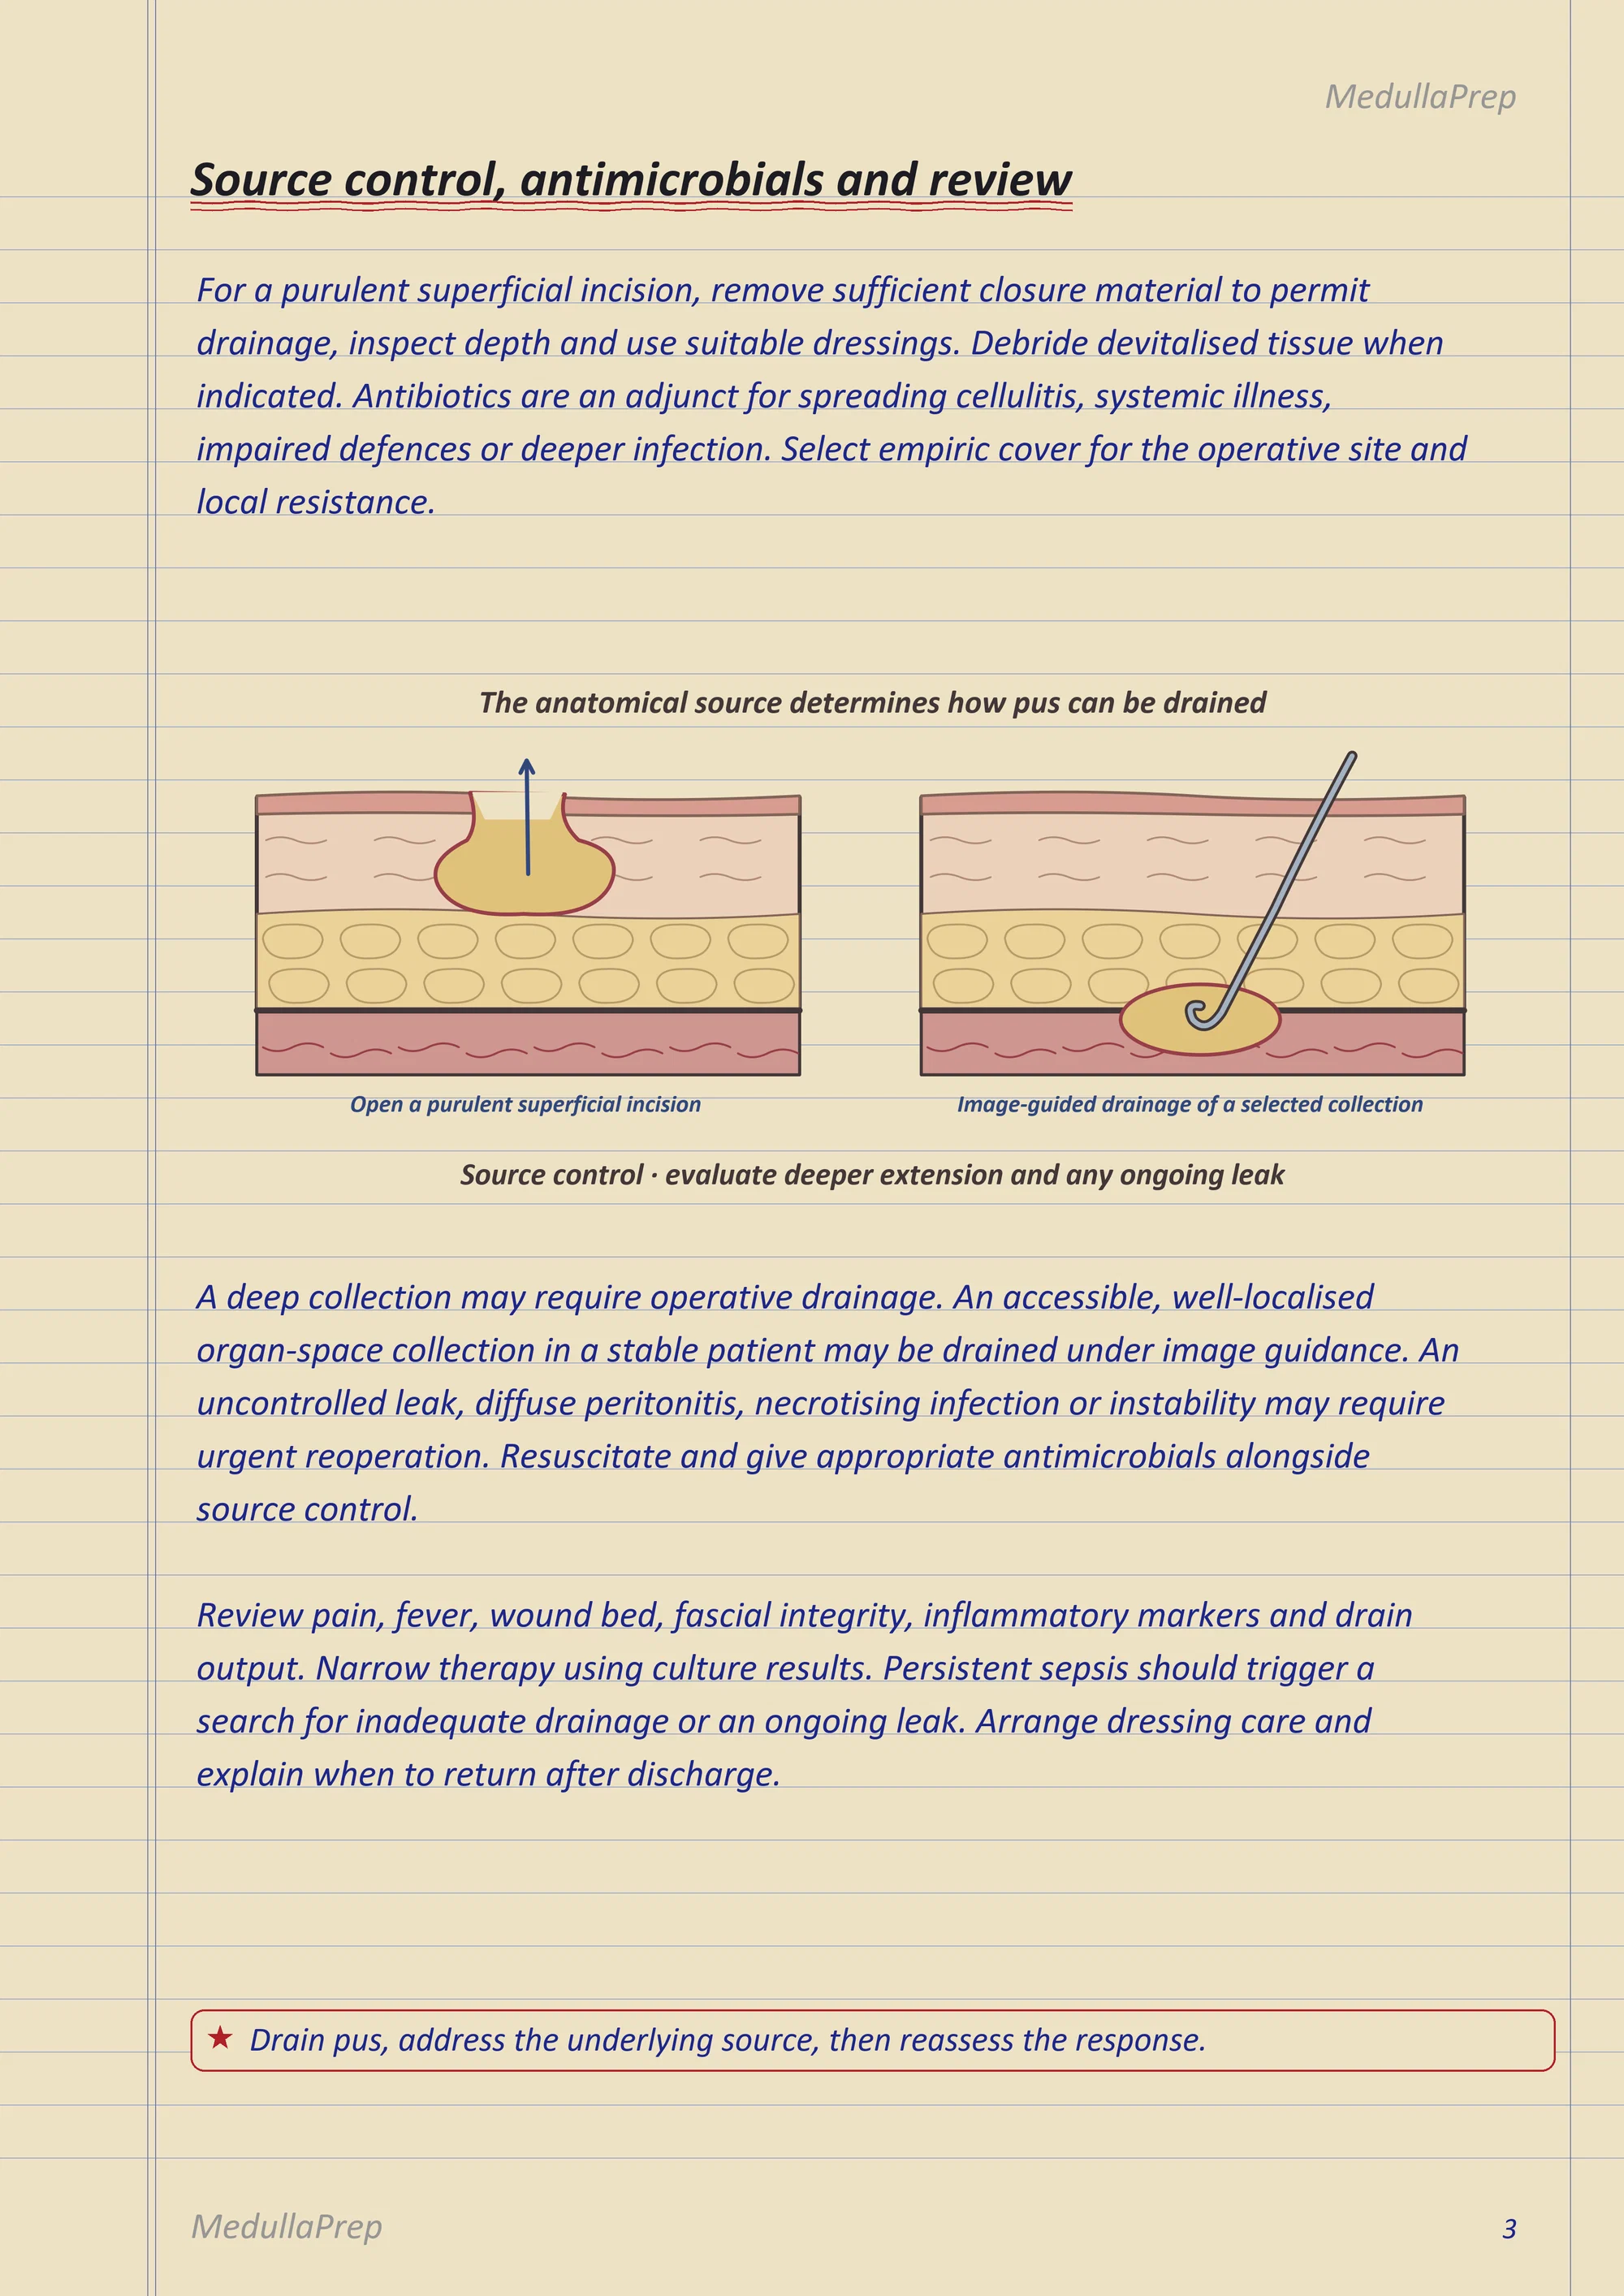 MedullaPrep
Source control, antimicrobials and review
For a purulent superficial incision, remove sufficient closure material to permit
drainage, inspect depth and use suitable dressings. Debride devitalised tissue when
indicated. Antibiotics are an adjunct for spreading cellulitis, systemic illness,
impaired defences or deeper infection. Select empiric cover for the operative site and
local resistance.
The anatomical source determines how pus can be drained
Open a purulent superficial incision
Image-guided drainage of a selected collection
Source control · evaluate deeper extension and any ongoing leak
A deep collection may require operative drainage. An accessible, well-localised
organ-space collection in a stable patient may be drained under image guidance. An
uncontrolled leak, diffuse peritonitis, necrotising infection or instability may require
urgent reoperation. Resuscitate and give appropriate antimicrobials alongside
source control.
Review pain, fever, wound bed, fascial integrity, inflammatory markers and drain
output. Narrow therapy using culture results. Persistent sepsis should trigger a
search for inadequate drainage or an ongoing leak. Arrange dressing care and
explain when to return after discharge.
★ Drain pus, address the underlying source, then reassess the response.
MedullaPrep
3